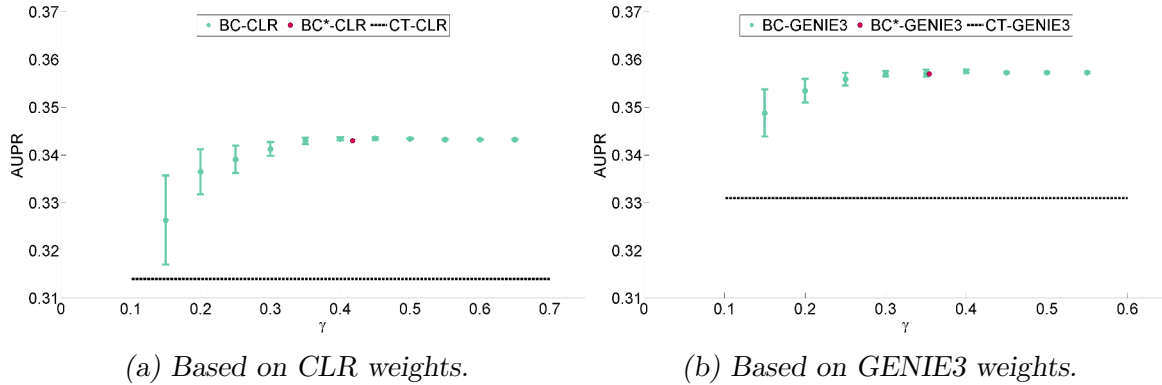 0.37
BC-CLR BC*-CLR CT-CLR
0.36
0.35
AUPR
0.34
0.33
0.32
0.31
0 0.1 0.2 0.3 0.4 0.5 0.6 0.7
γ
(a) Based on CLR weights.
0.37
BC-GENIE3 BC*-GENIE3 CT-GENIE3
0.36
0.35
AUPR
0.34
0.33
0.32
0.31
0 0.1 0.2 0.3 0.4 0.5 0.6
γ
(b) Based on GENIE3 weights.